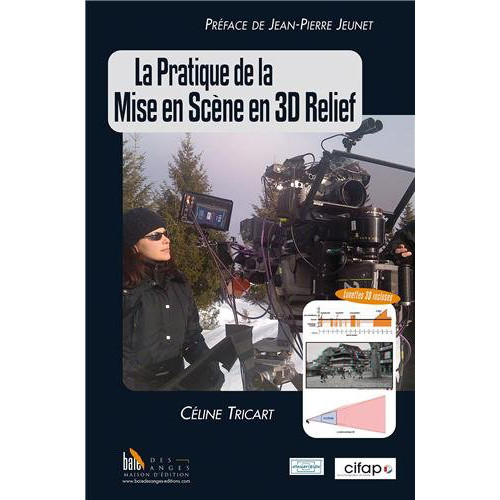 PRÉFACE DE JEAN-PIERRE JEUNET
La Pratique de la
Mise en Scène en 3D Relief
Lunettes 3D incluses
CÉLINE TRICART
baie DES ANGES
MAISON D'ÉDITION
www.baiedesanges-editions.com
cifap